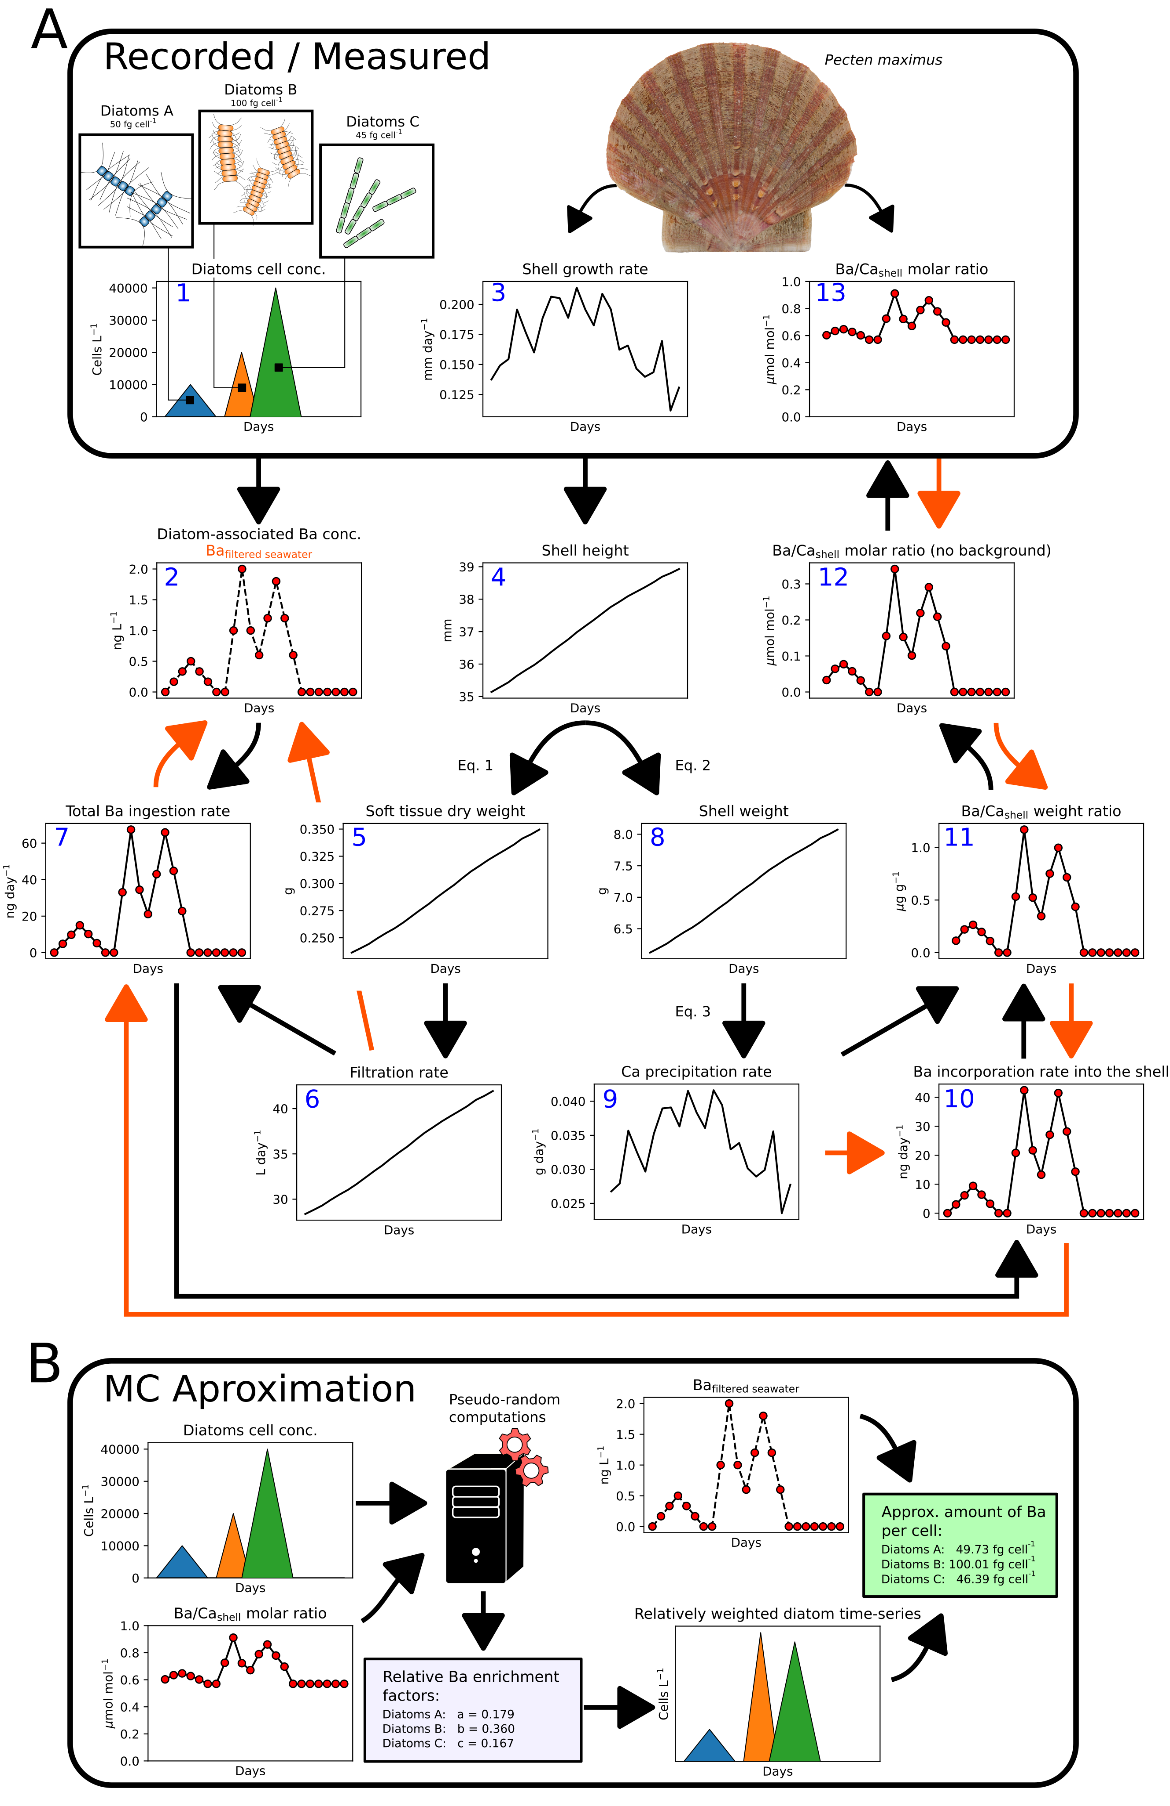 A
Recorded / Measured
Pecten maximus
Diatoms A
50 fg cell⁻¹
Diatoms B
100 fg cell⁻¹
Diatoms C
45 fg cell⁻¹
Diatoms cell conc.
1
40000
30000
20000
10000
0
Cells L⁻¹
Days
Shell growth rate
3
0.200
0.175
0.150
0.125
mm day⁻¹
Days
Ba/Ca shell molar ratio
13
1.0
0.8
0.6
0.4
0.2
0.0
μmol mol⁻¹
Days
Diatom-associated Ba conc.
Ba filtered seawater
2
2.0
1.5
1.0
0.5
0.0
ng L⁻¹
Days
Shell height
4
39
38
37
36
35
mm
Days
Ba/Ca shell molar ratio (no background)
12
0.3
0.2
0.1
0.0
μmol mol⁻¹
Days
Eq. 1
Eq. 2
Total Ba ingestion rate
7
60
40
20
0
ng day⁻¹
Days
Soft tissue dry weight
5
0.350
0.325
0.300
0.275
0.250
g
Days
Shell weight
8
8.0
7.5
7.0
6.5
g
Days
Ba/Ca shell weight ratio
11
1.0
0.5
0.0
μg g⁻¹
Days
Eq. 3
Filtration rate
6
40
35
30
L day⁻¹
Days
Ca precipitation rate
9
0.040
0.035
0.030
0.025
g day⁻¹
Days
Ba incorporation rate into the shell
10
40
30
20
10
0
ng day⁻¹
Days
B
MC Aproximation
Diatoms cell conc.
40000
30000
20000
10000
0
Cells L⁻¹
Days
Pseudo-random
computations
Ba filtered seawater
2.0
1.5
1.0
0.5
0.0
ng L⁻¹
Days
Approx. amount of Ba
per cell:
Diatoms A: 49.73 fg cell⁻¹
Diatoms B: 100.01 fg cell⁻¹
Diatoms C: 46.39 fg cell⁻¹
Ba/Ca shell molar ratio
1.0
0.8
0.6
0.4
0.2
0.0
μmol mol⁻¹
Days
Relative Ba enrichment
factors:
Diatoms A: a = 0.179
Diatoms B: b = 0.360
Diatoms C: c = 0.167
Relatively weighted diatom time-series
Cells L⁻¹
Days